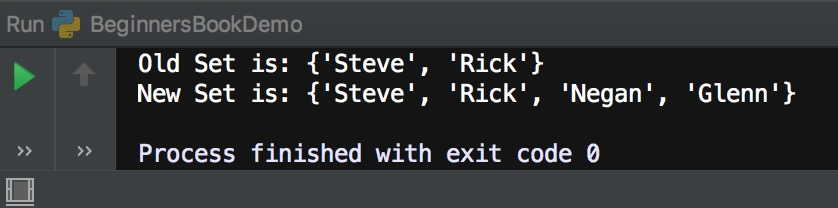 Run BeginnersBookDemo
Old Set is: {'Steve', 'Rick'}
New Set is: {'Steve', 'Rick', 'Negan', 'Glenn'}
Process finished with exit code 0